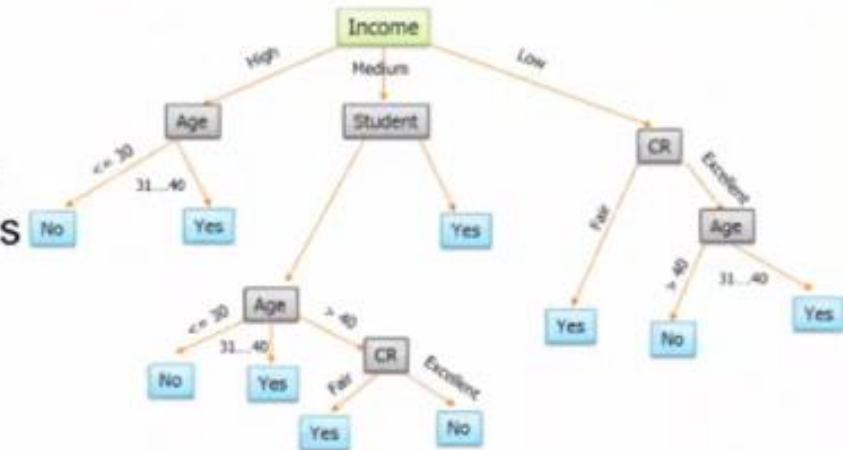 Income
High
Medium
Low
Age
Student
CR
<= 30
31...40
Fair
Excellent
s
No
Yes
Yes
Age
Age
> 40
31...40
<= 30
31...40
> 40
Yes
No
Yes
CR
No
Yes
Fair
Excellent
Yes
No